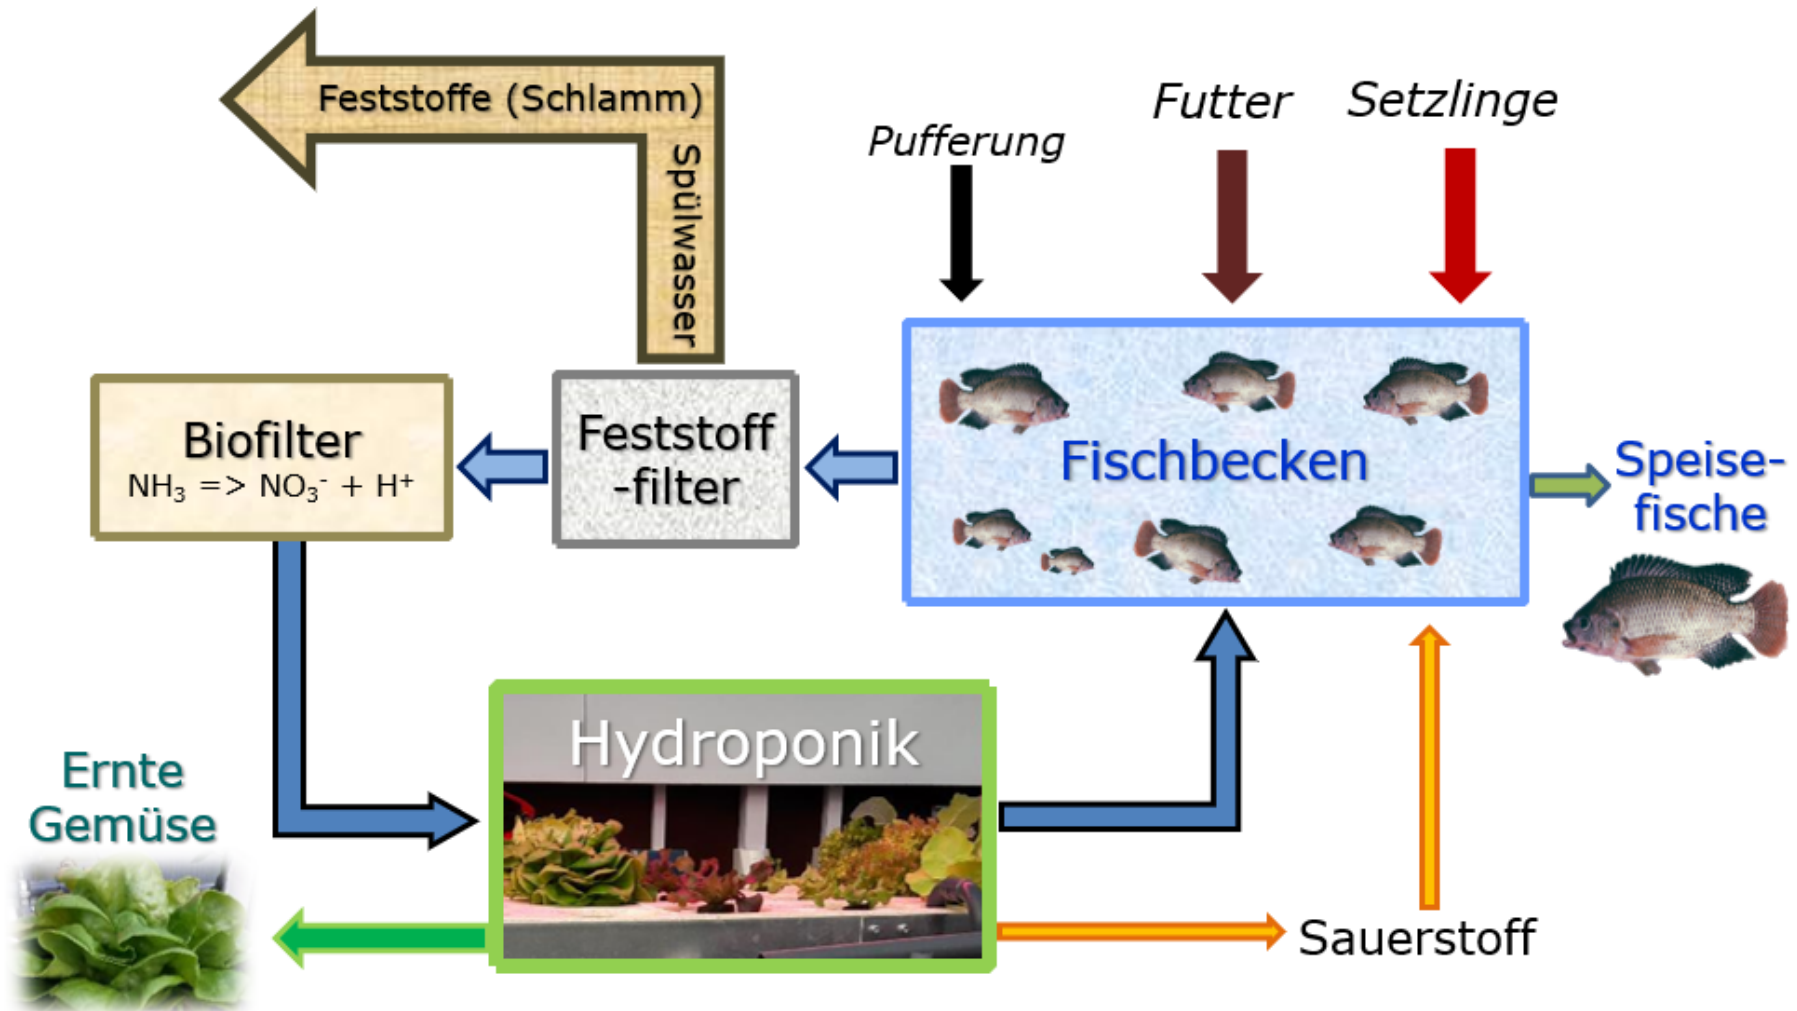 Feststoffe (Schlamm)
Spülwasser
Pufferung
Futter
Setzlinge
Biofilter
NH₃ => NO₃⁻ + H⁺
Feststoff
-filter
Fischbecken
Speise-
fische
Hydroponik
Ernte
Gemüse
Sauerstoff